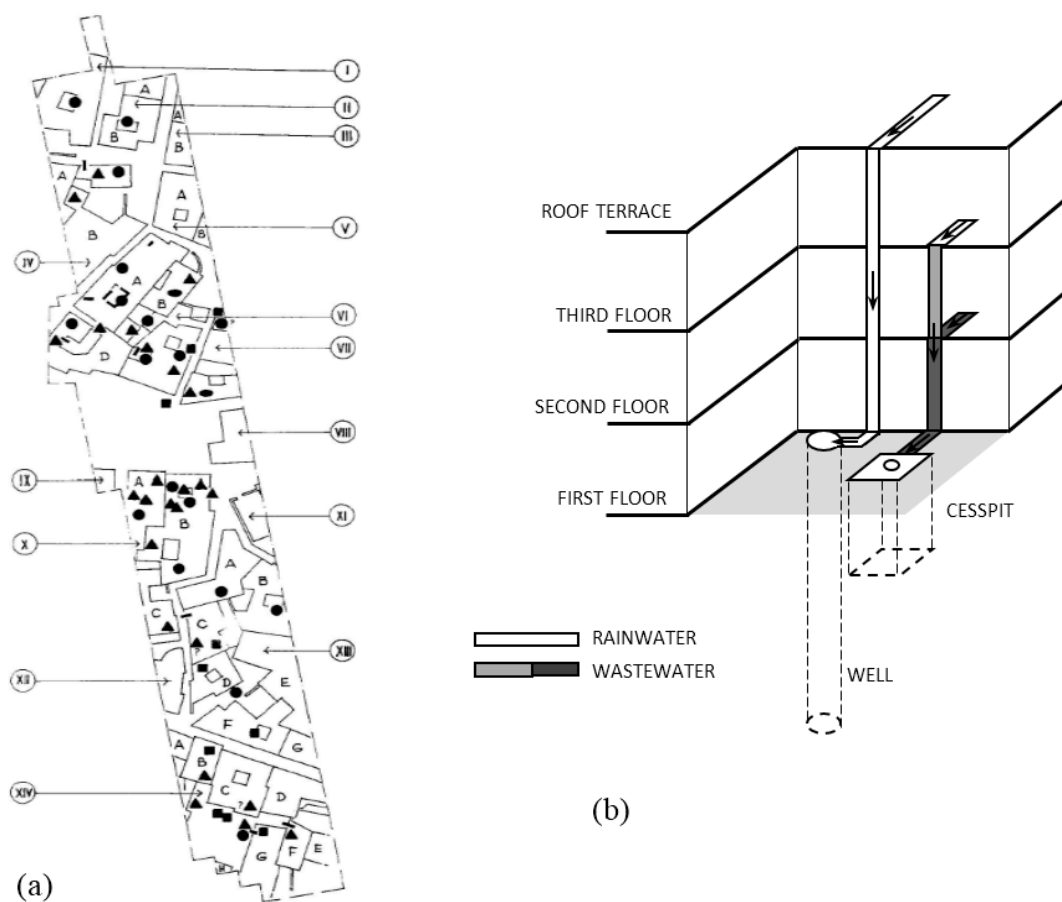 I
II
III
V
IV
VI
VII
VIII
IX
X
XI
XII
XIII
XIV
A
B
A
B
A
B
A
B
A
B
D
A
B
A
B
C
C
D
E
F
G
A
B
C
D
?
G
F
E
(a)
ROOF TERRACE
THIRD FLOOR
SECOND FLOOR
FIRST FLOOR
CESSPIT
RAINWATER
WASTEWATER
WELL
(b)